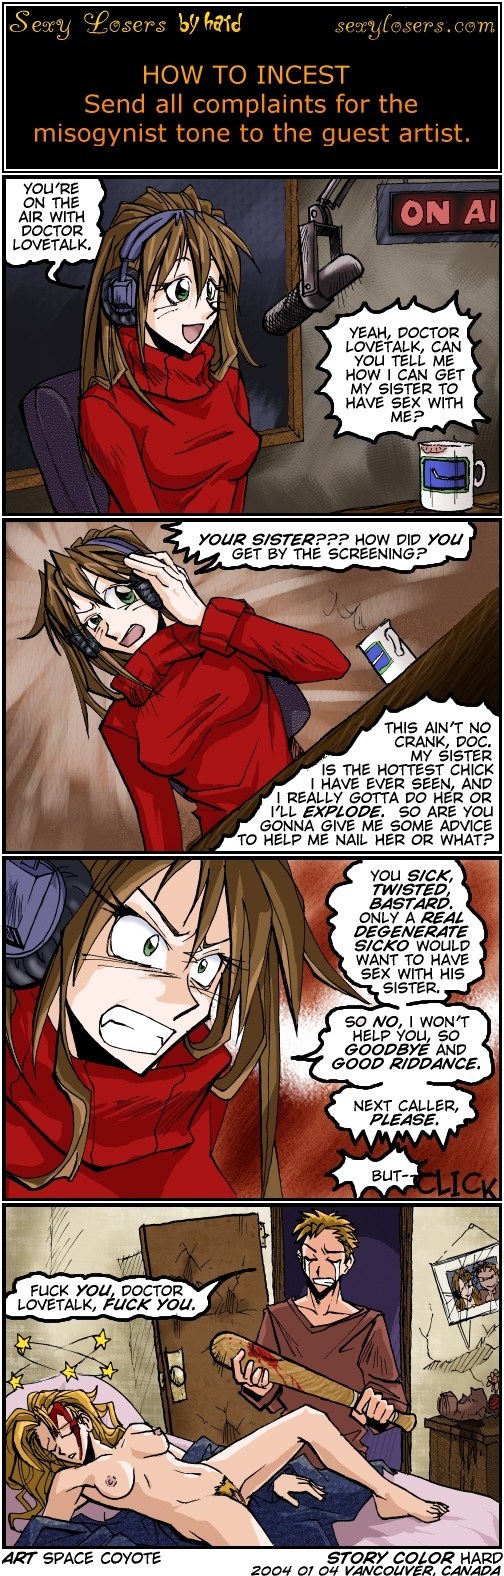 Sexy Losers by hard
sexylosers.com
HOW TO INCEST
Send all complaints for the
misogynist tone to the guest artist.
YOU'RE
ON THE
AIR WITH
DOCTOR
LOVETALK.
ON AI
YEAH, DOCTOR
LOVETALK, CAN
YOU TELL ME
HOW I CAN GET
MY SISTER TO
HAVE SEX WITH
ME?
YOUR SISTER??? HOW DID YOU
GET BY THE SCREENING?
THIS AIN'T NO
CRANK, DOC.
MY SISTER
IS THE HOTTEST CHICK
I HAVE EVER SEEN, AND
I REALLY GOTTA DO HER OR
I'LL EXPLODE. SO ARE YOU
GONNA GIVE ME SOME ADVICE
TO HELP ME NAIL HER OR WHAT?
YOU SICK,
TWISTED,
BASTARD.
ONLY A REAL
DEGENERATE
SICKO WOULD
WANT TO HAVE
SEX WITH HIS
SISTER.
SO NO, I WON'T
HELP YOU, SO
GOODBYE AND
GOOD RIDDANCE.
NEXT CALLER,
PLEASE.
BUT--
CLICK
FUCK YOU, DOCTOR
LOVETALK, FUCK YOU.
ART SPACE COYOTE
STORY COLOR HARD
2004 01 04 VANCOUVER, CANADA